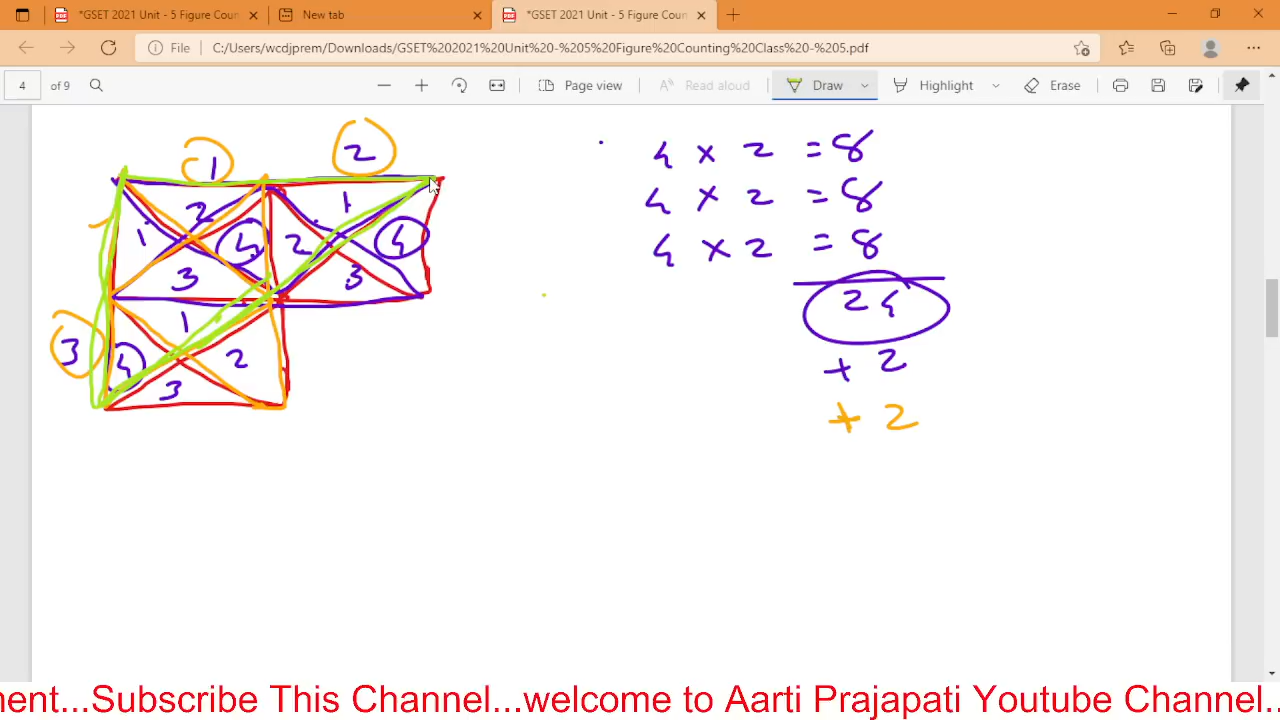 *GSET 2021 Unit - 5 Figure Coun
New tab
*GSET 2021 Unit - 5 Figure Coun
File
C:/Users/wcdjprem/Downloads/GSET%202021%20Unit%20-%205%20Figure%20Counting%20Class%20-%205.pdf
4 of 9
Page view
Read aloud
Draw
Highlight
Erase
1
2
2
1
1
4
2
4
3
3
3
1
4
2
3
4 × 2 = 8
4 × 2 = 8
4 × 2 = 8
24
+ 2
+ 2
ment...Subscribe This Channel...welcome to Aarti Prajapati Youtube Channel..